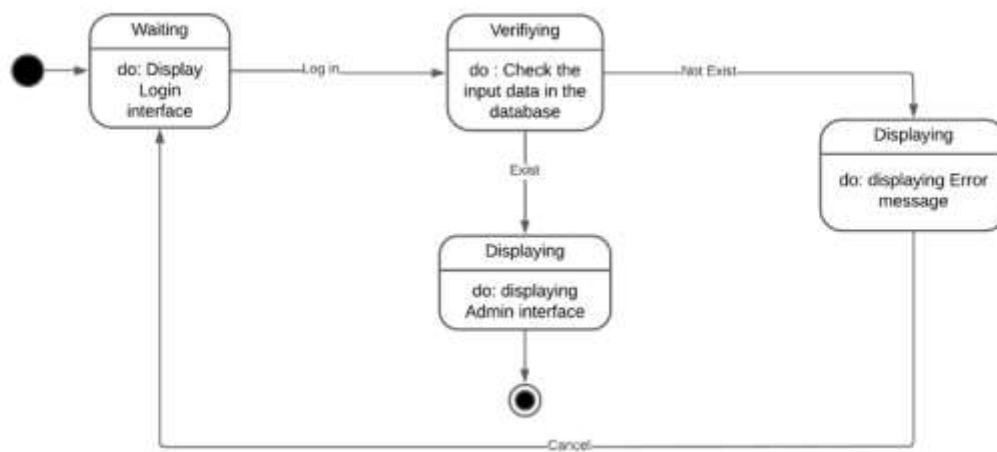 Waiting
do: Display
Login
interface
Log in
Verifiying
do : Check the
input data in the
database
Not Exist
Displaying
do: displaying Error
message
Exist
Displaying
do: displaying
Admin interface
Cancel